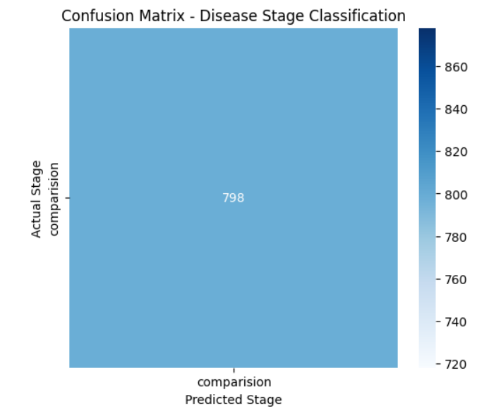 Confusion Matrix - Disease Stage Classification
Actual Stage
comparision
798
860
840
820
800
780
760
740
720
comparision
Predicted Stage